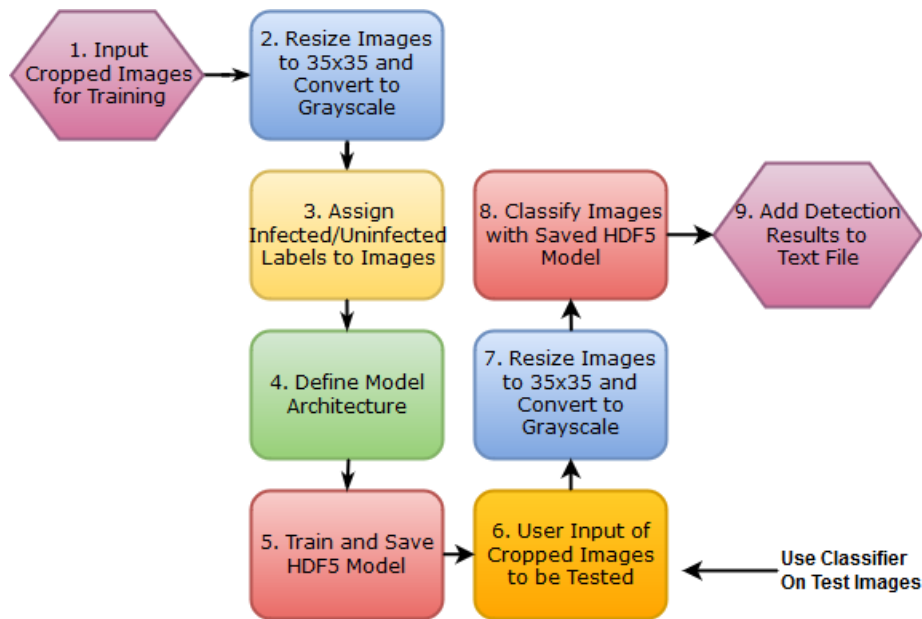 1. Input
Cropped Images
for Training
2. Resize Images
to 35x35 and
Convert to
Grayscale
3. Assign
Infected/Uninfected
Labels to Images
4. Define Model
Architecture
5. Train and Save
HDF5 Model
6. User Input of
Cropped Images
to be Tested
Use Classifier
On Test Images
7. Resize Images
to 35x35 and
Convert to
Grayscale
8. Classify Images
with Saved HDF5
Model
9. Add Detection
Results to
Text File